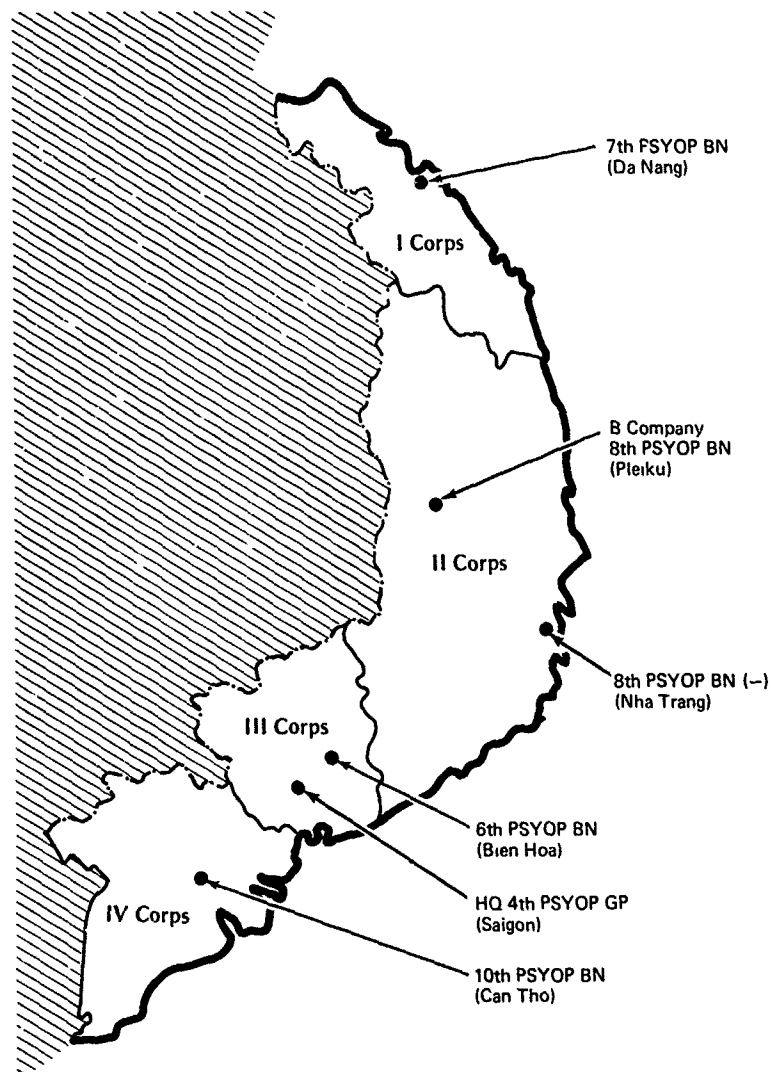 7th PSYOP BN
(Da Nang)
I Corps
B Company
8th PSYOP BN
(Pleiku)
II Corps
8th PSYOP BN (–)
(Nha Trang)
III Corps
6th PSYOP BN
(Bien Hoa)
HQ 4th PSYOP GP
(Saigon)
IV Corps
10th PSYOP BN
(Can Tho)